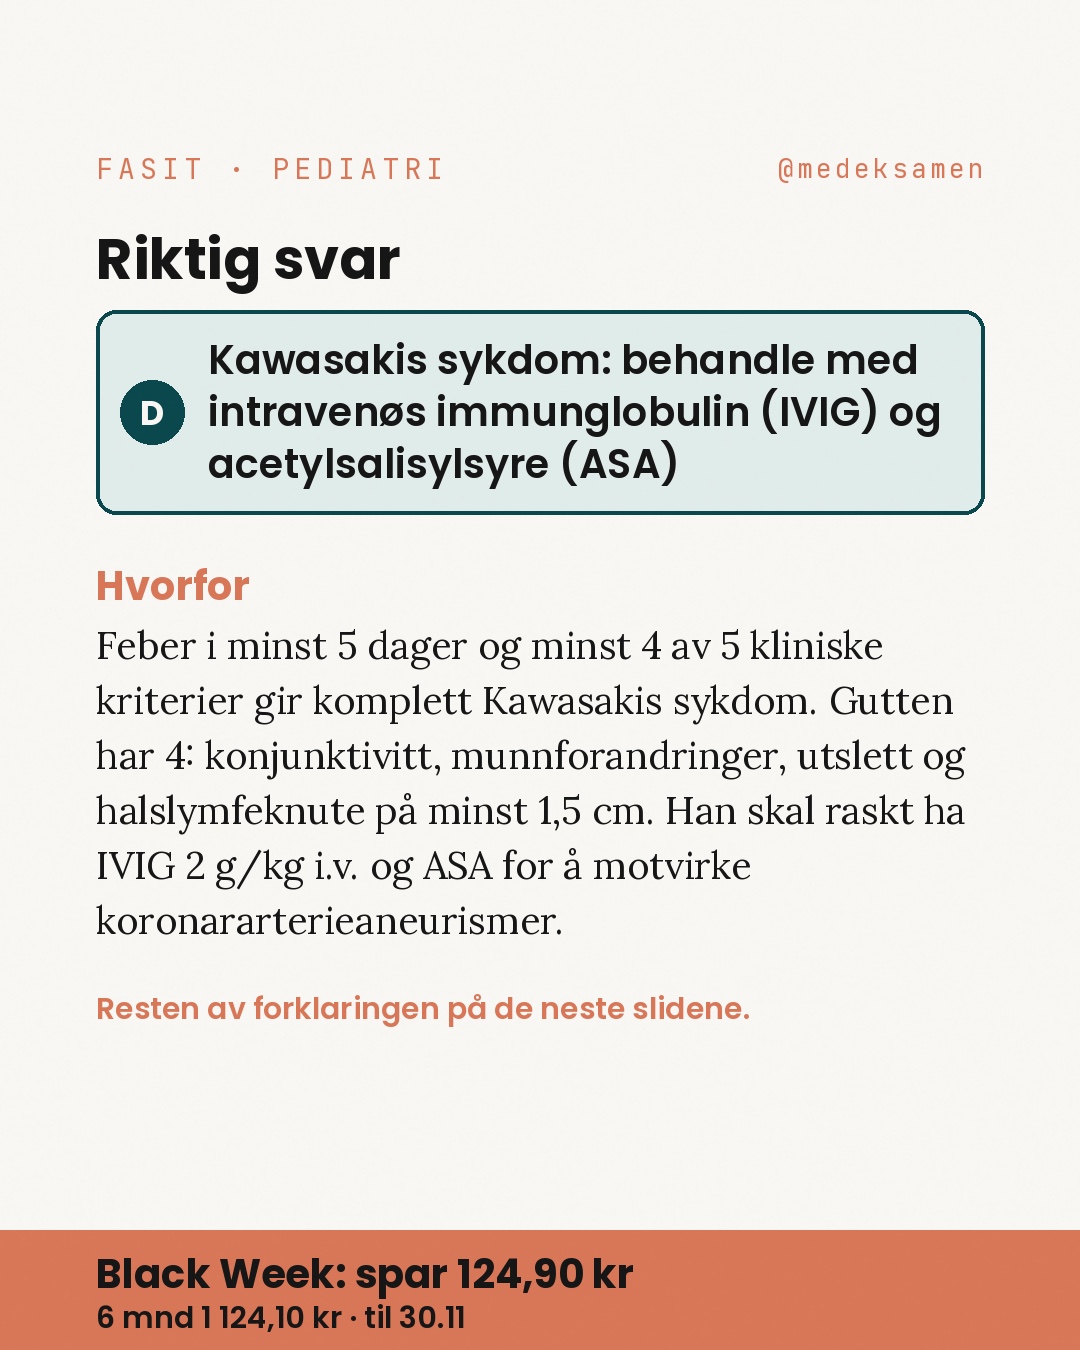 FASIT · PEDIATRI
@medeksamen
Riktig svar
D
Kawasakis sykdom: behandle med
intravenøs immunglobulin (IVIG) og
acetylsalisylsyre (ASA)
Hvorfor
Feber i minst 5 dager og minst 4 av 5 kliniske
kriterier gir komplett Kawasakis sykdom. Gutten
har 4: konjunktivitt, munnforandringer, utslett og
halslymfeknute på minst 1,5 cm. Han skal raskt ha
IVIG 2 g/kg i.v. og ASA for å motvirke
koronararterieaneurismer.
Resten av forklaringen på de neste slidene.
Black Week: spar 124,90 kr
6 mnd 1 124,10 kr · til 30.11